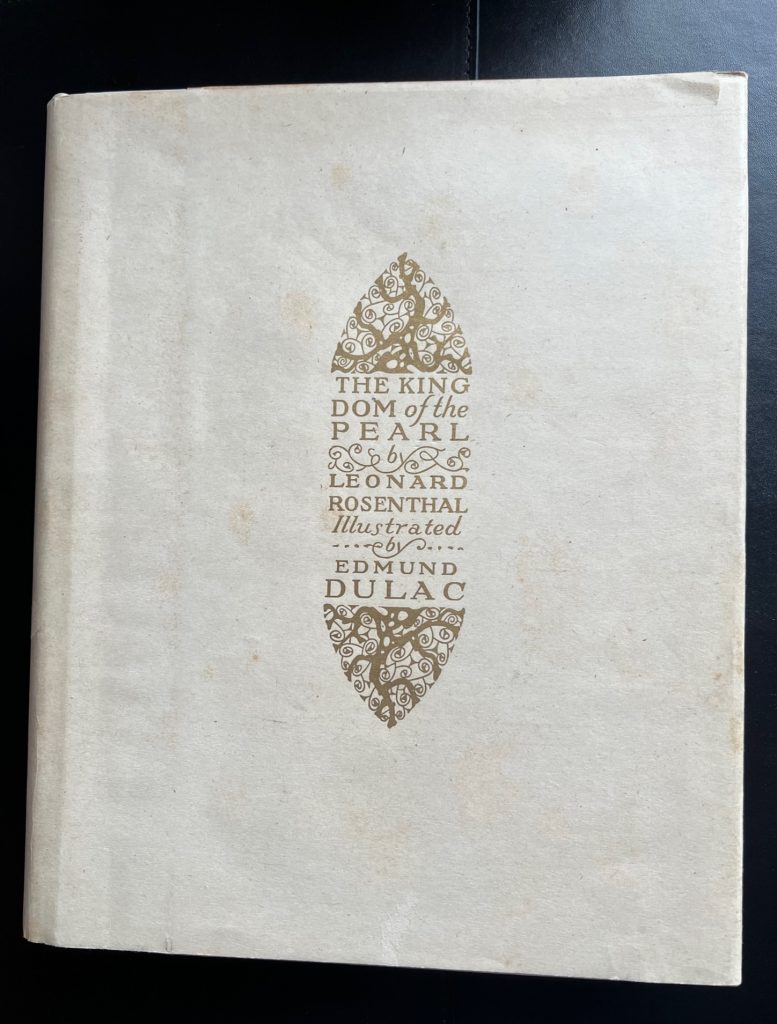 THE KING
DOM of the
PEARL
by
LEONARD
ROSENTHAL
Illustrated
by
EDMUND
DULAC